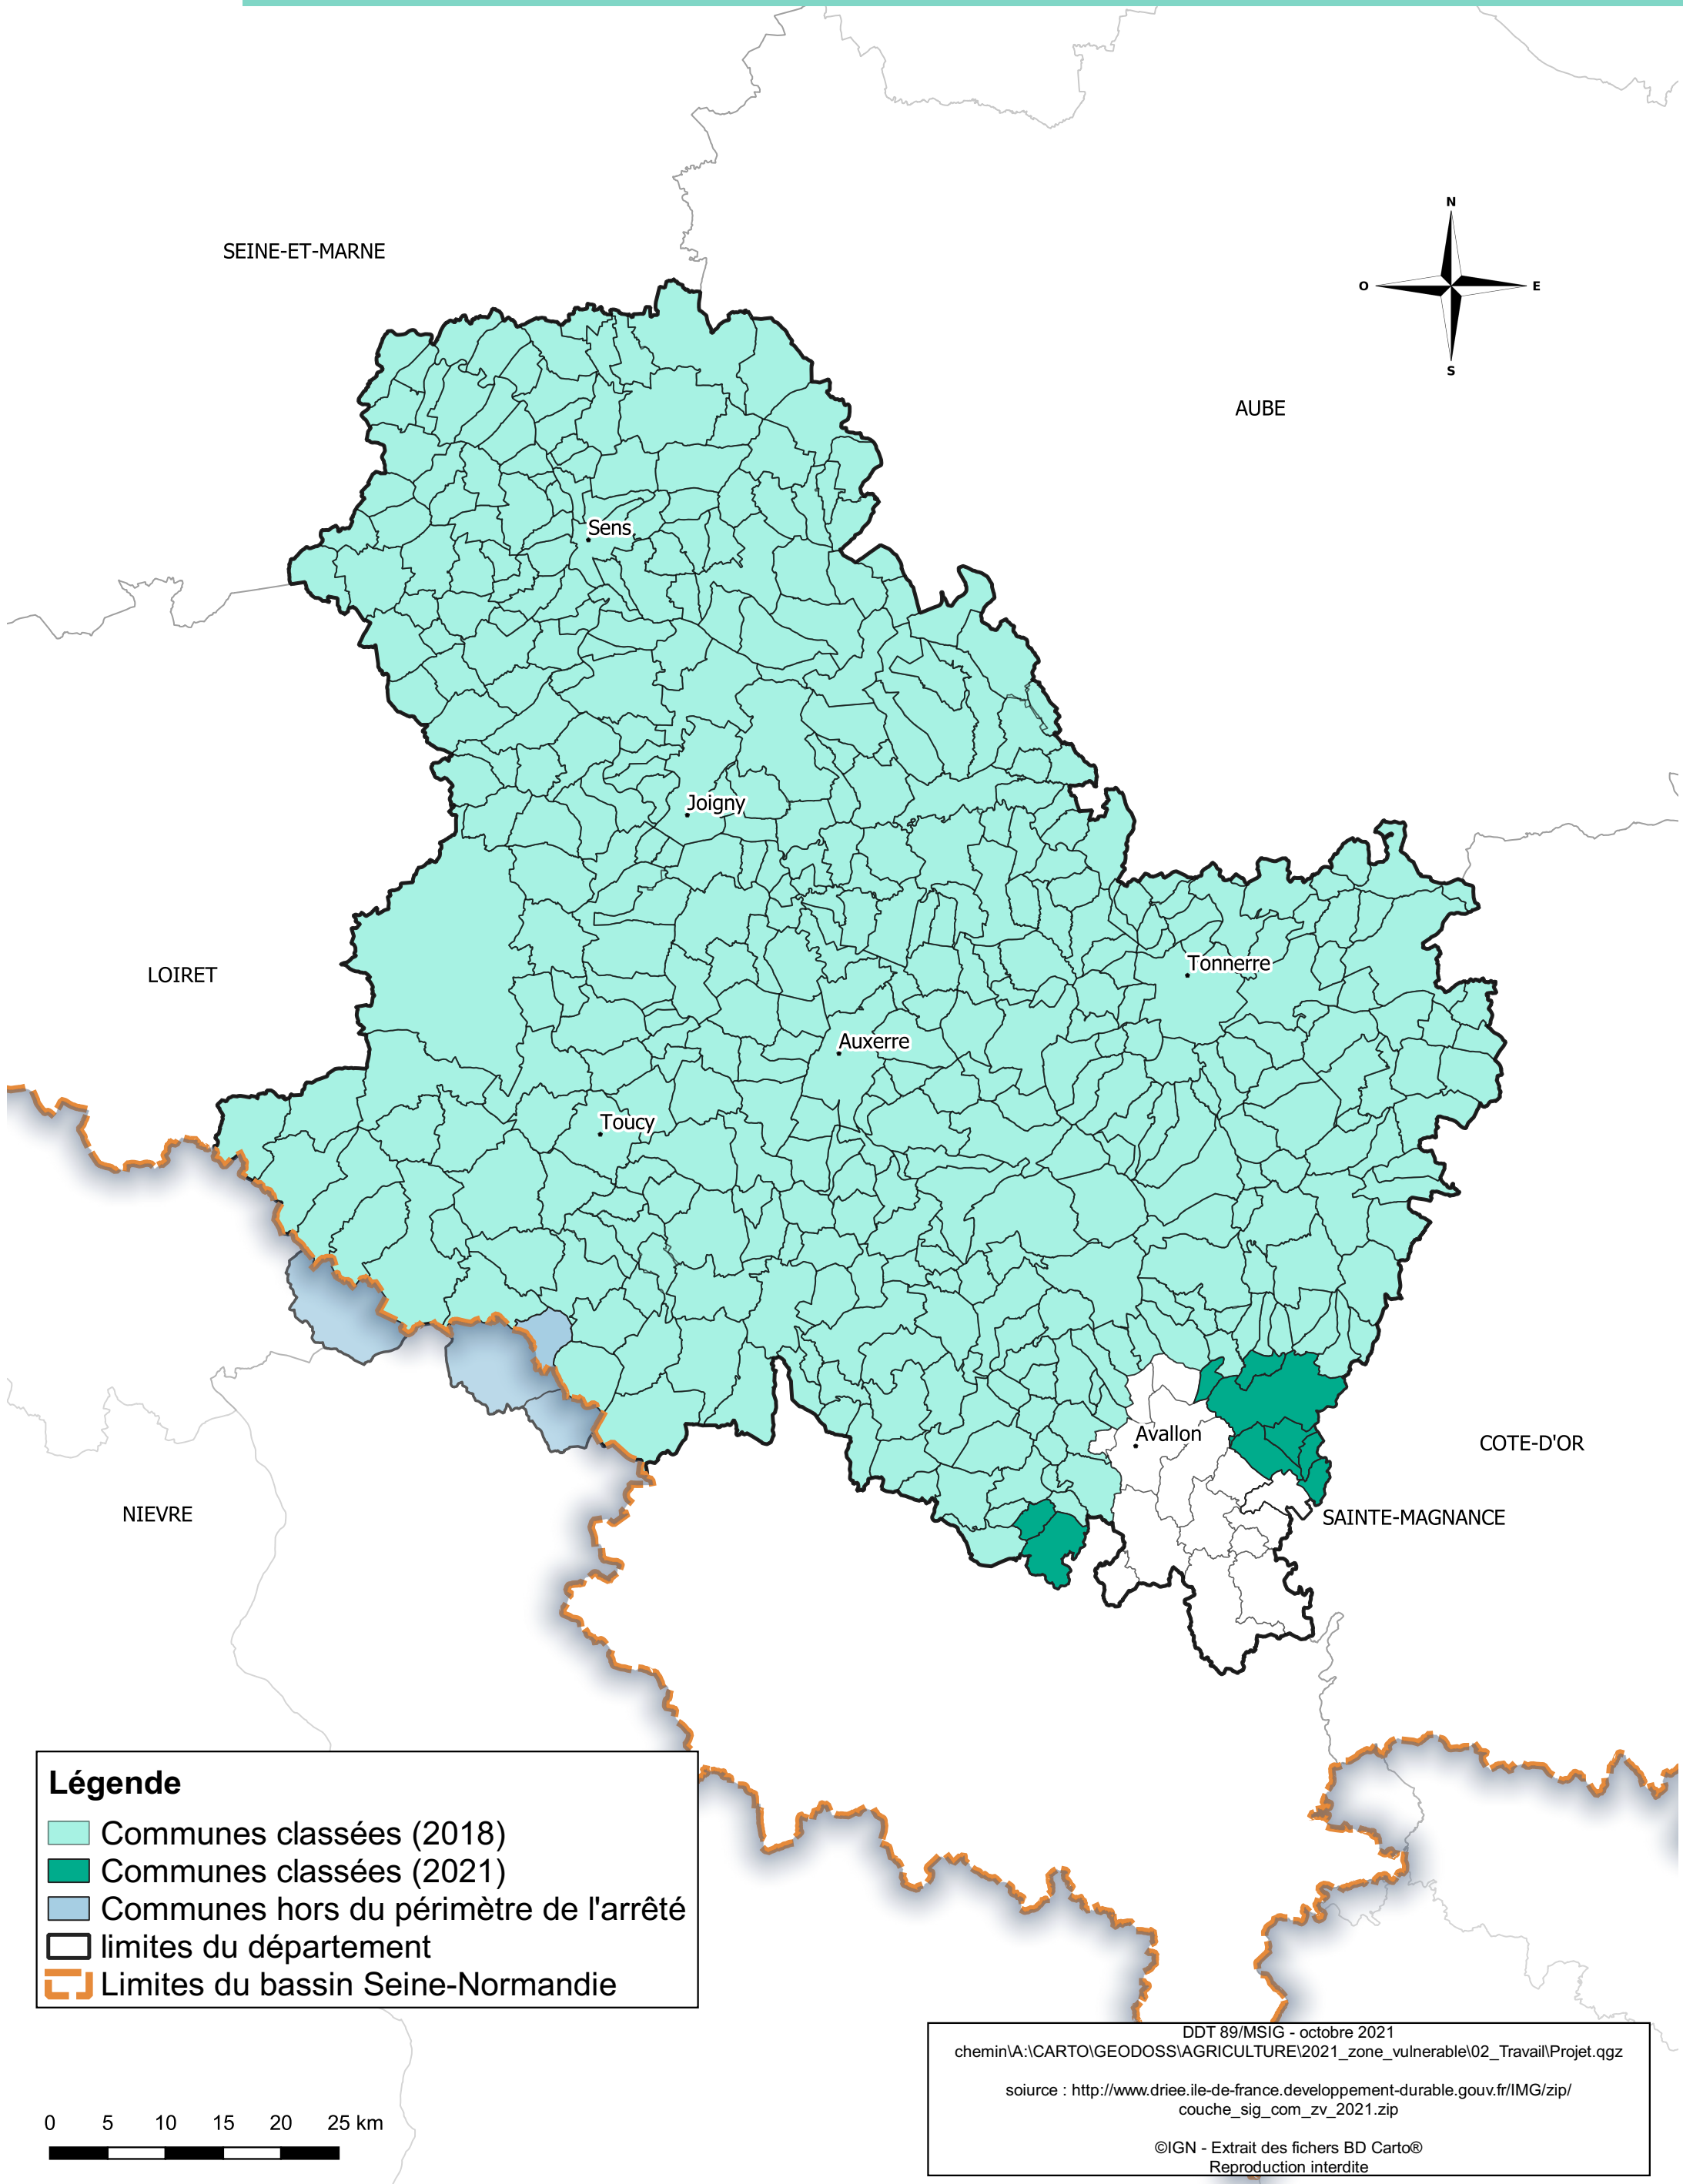 N
SEINE-ET-MARNE
O
E
S
AUBE
Sens
Joigny
LOIRET
Tonnerre
Auxerre
Toucy
Avallon
COTE-D'OR
NIEVRE
SAINTE-MAGNANCE
Légende
Communes classées (2018)
Communes classées (2021)
Communes hors du périmètre de l'arrêté
limites du département
Limites du bassin Seine-Normandie
DDT 89/MSIG - octobre 2021
chemin\A:\CARTO\GEODOSS\AGRICULTURE\2021_zone_vulnerable\02_Travail\Projet.qgz
soiurce : http://www.driee.ile-de-france.developpement-durable.gouv.fr/IMG/zip/
couche_sig_com_zv_2021.zip
©IGN - Extrait des fichers BD Carto®
Reproduction interdite
0 5 10 15 20 25 km